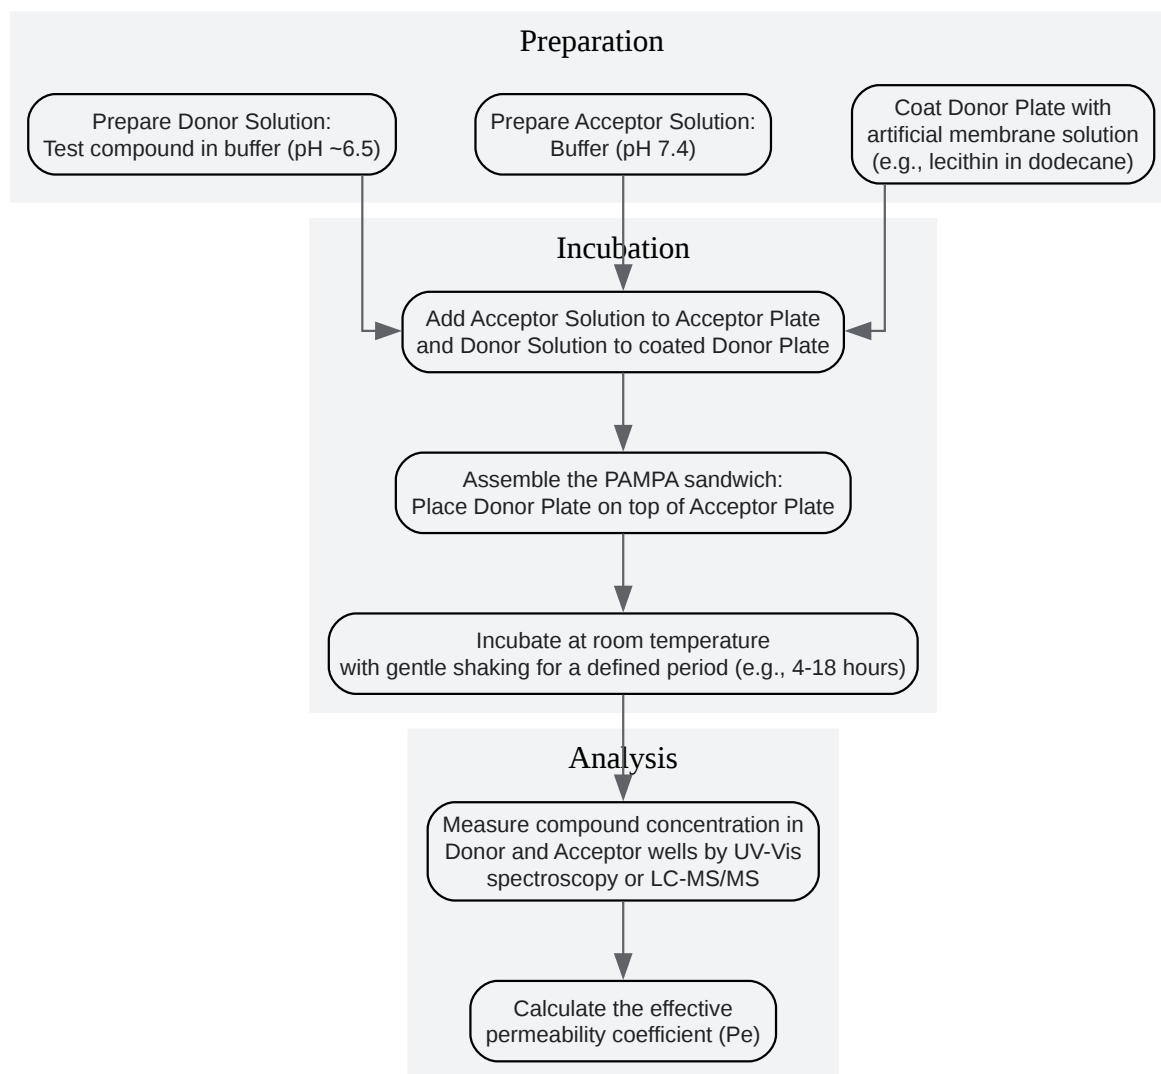 Preparation
Prepare Donor Solution:
Test compound in buffer (pH ~6.5)
Prepare Acceptor Solution:
Buffer (pH 7.4)
Coat Donor Plate with
artificial membrane solution
(e.g., lecithin in dodecane)
Incubation
Add Acceptor Solution to Acceptor Plate
and Donor Solution to coated Donor Plate
Assemble the PAMPA sandwich:
Place Donor Plate on top of Acceptor Plate
Incubate at room temperature
with gentle shaking for a defined period (e.g., 4-18 hours)
Analysis
Measure compound concentration in
Donor and Acceptor wells by UV-Vis
spectroscopy or LC-MS/MS
Calculate the effective
permeability coefficient (Pe)